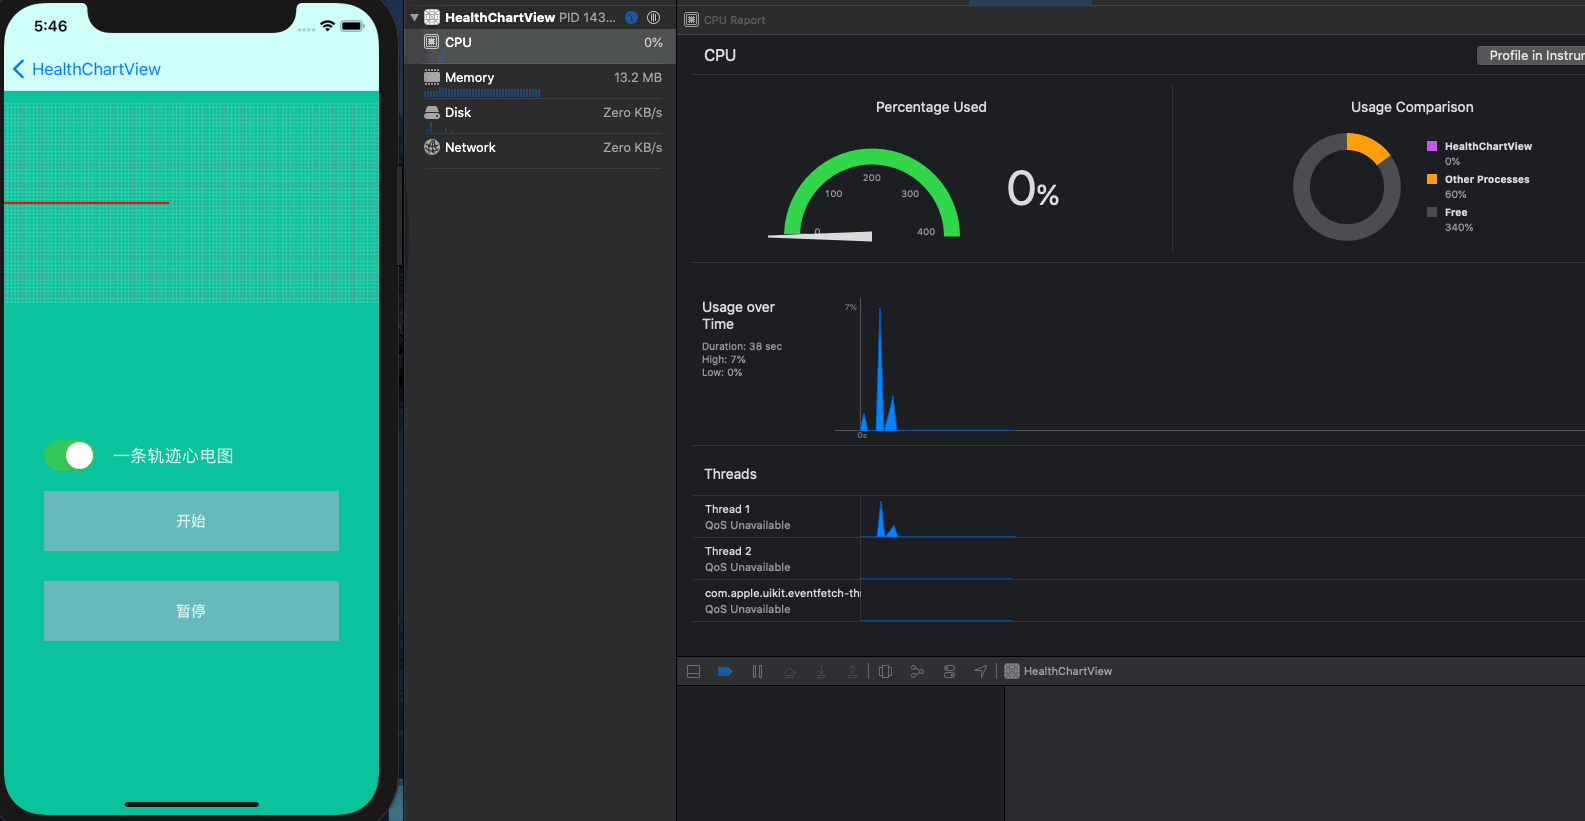 5:46
HealthChartView
一条轨迹心电图
开始
暂停
HealthChartView PID 143...
CPU 0%
Memory 13.2 MB
Disk Zero KB/s
Network Zero KB/s
CPU Report
CPU
Profile in Instrur
Percentage Used
0
100
200
300
400
0%
Usage Comparison
HealthChartView
0%
Other Processes
60%
Free
340%
Usage over
Time
Duration: 38 sec
High: 7%
Low: 0%
7%
0s
Threads
Thread 1
QoS Unavailable
Thread 2
QoS Unavailable
com.apple.uikit.eventfetch-thr
QoS Unavailable
HealthChartView